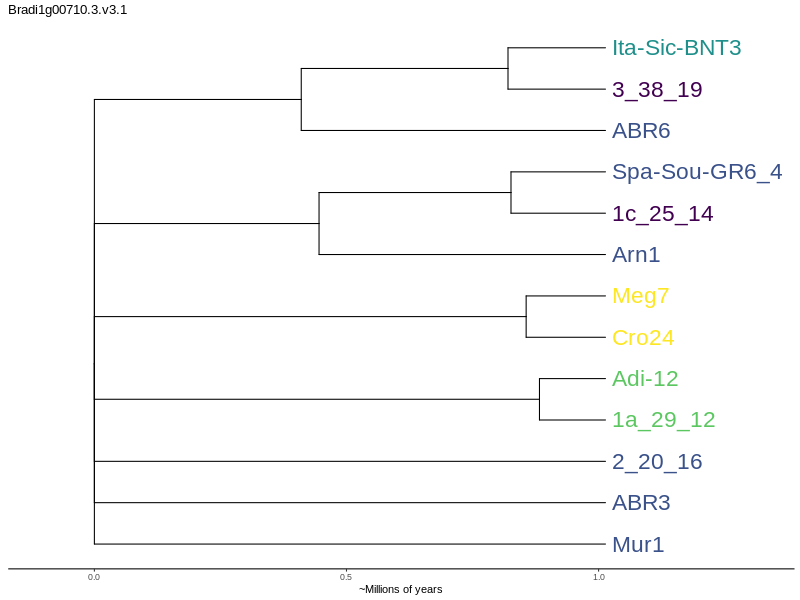 Bradi1g00710.3.v3.1
Ita-Sic-BNT3
3_38_19
ABR6
Spa-Sou-GR6_4
1c_25_14
Arn1
Meg7
Cro24
Adi-12
1a_29_12
2_20_16
ABR3
Mur1
0.0 0.5 1.0
~Millions of years